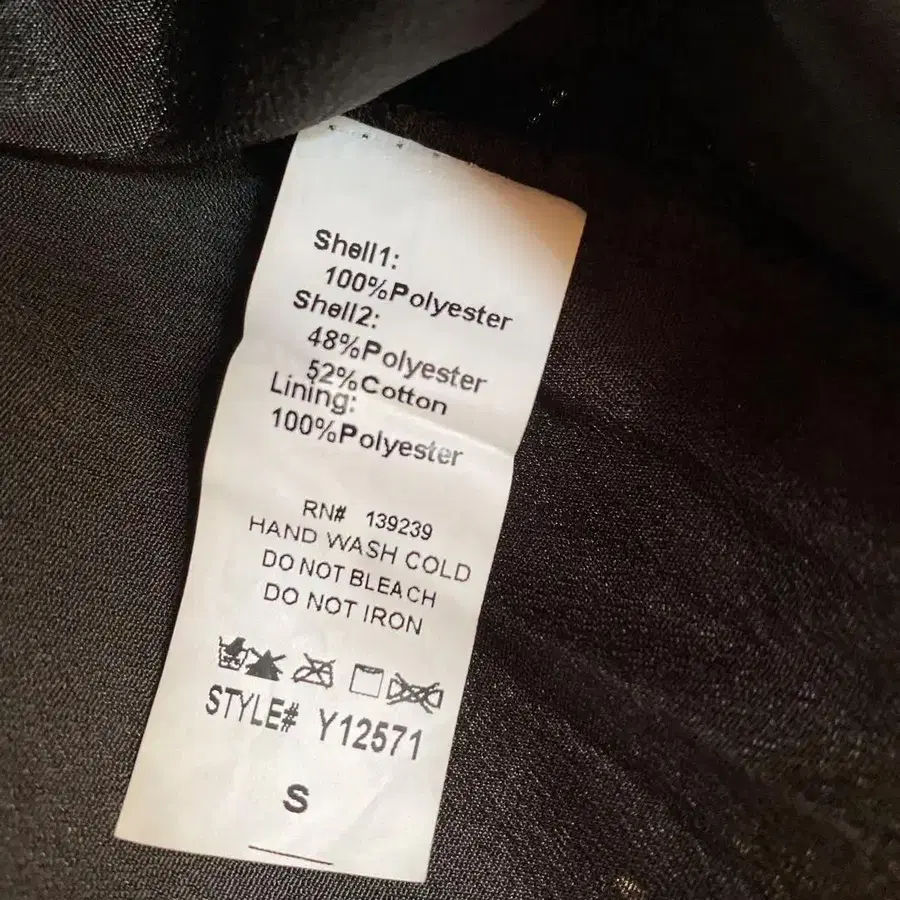 Shell1:
100%Polyester
Shell2:
48%Polyester
52%Cotton
Lining:
100%Polyester
RN# 139239
HAND WASH COLD
DO NOT BLEACH
DO NOT IRON
STYLE# Y12571
S